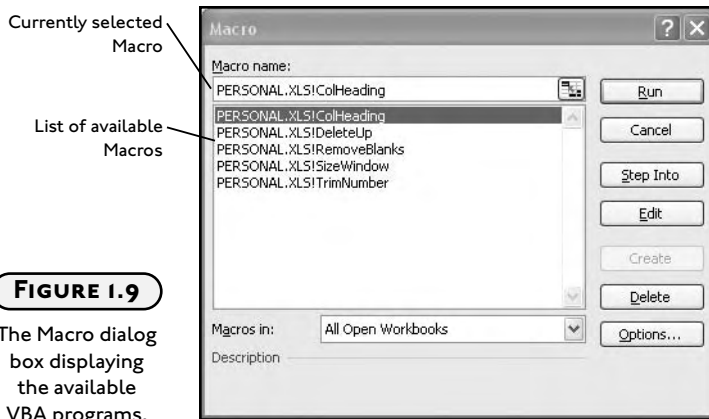 Currently selected
Macro
List of available
Macros
Macro
Macro name:
PERSONAL.XLS!ColHeading
PERSONAL.XLS!ColHeading
PERSONAL.XLS!DeleteUp
PERSONAL.XLS!RemoveBlanks
PERSONAL.XLS!SizeWindow
PERSONAL.XLS!TrimNumber
Run
Cancel
Step Into
Edit
Create
Delete
Options...
Macros in:
All Open Workbooks
Description
FIGURE 1.9
The Macro dialog
box displaying
the available
VBA programs.